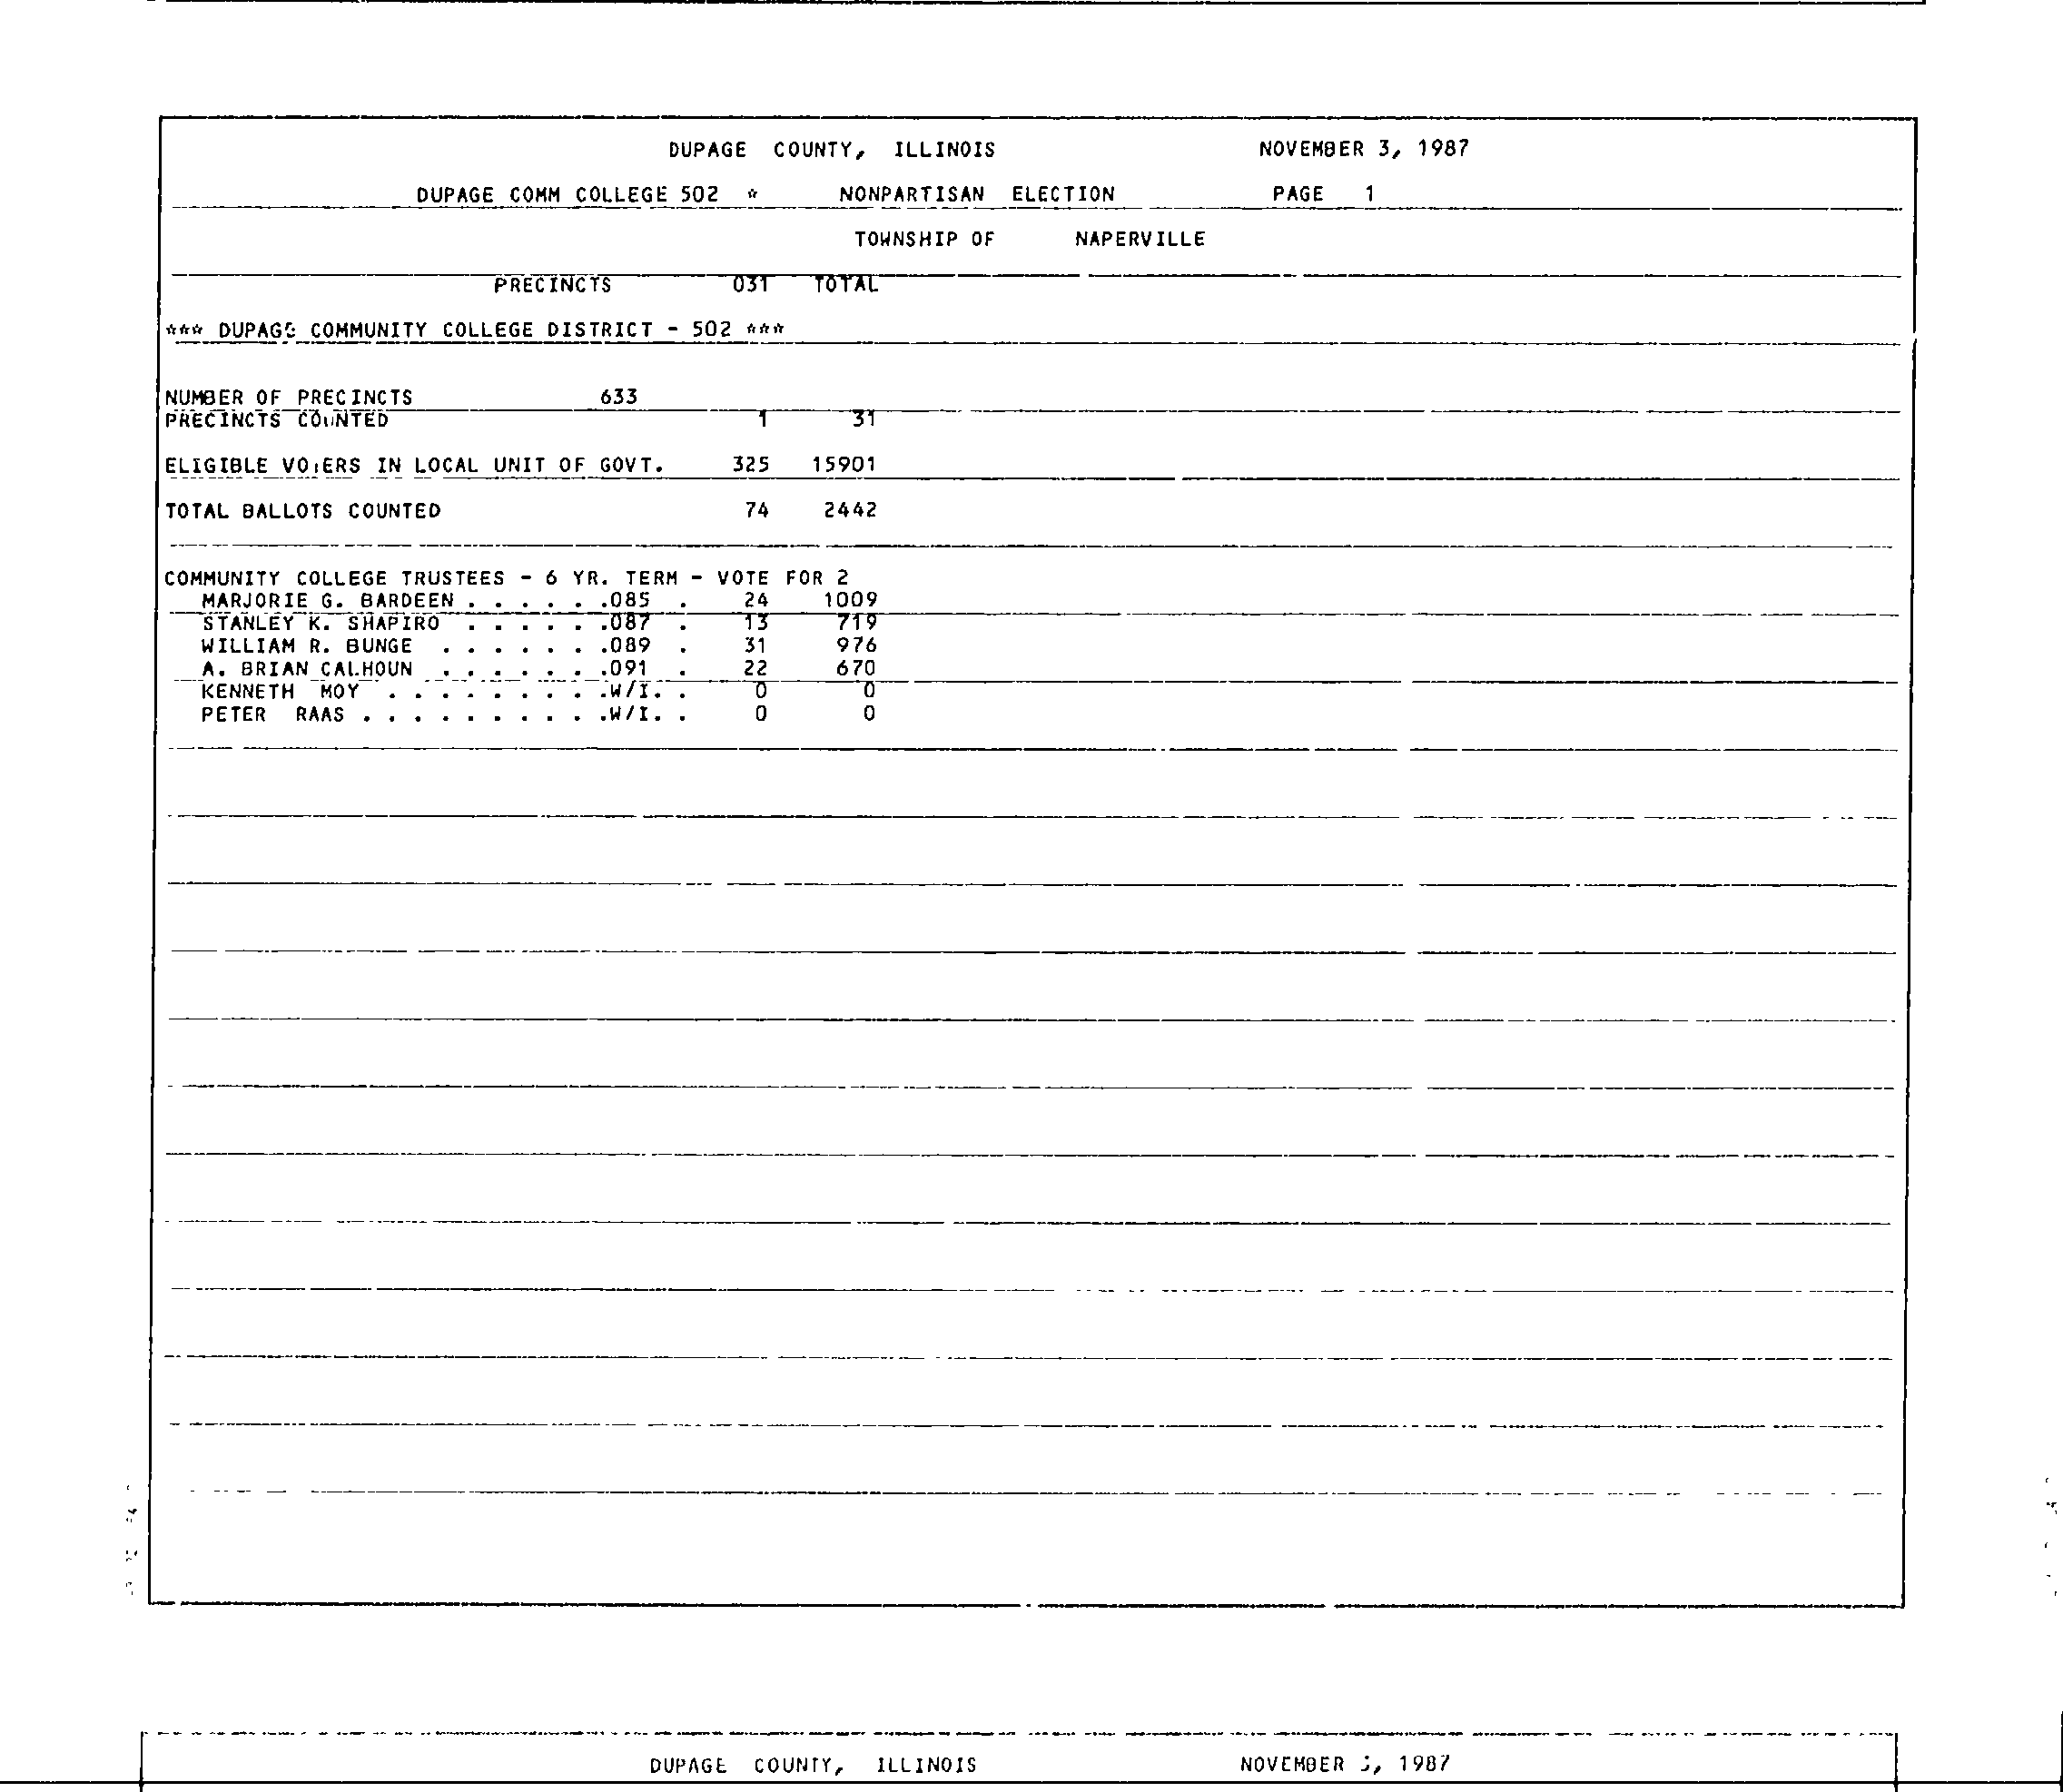 DUPAGE COUNTY, ILLINOIS NOVEMBER 3, 1987
DUPAGE COMM COLLEGE 502 * NONPARTISAN ELECTION PAGE 1
TOWNSHIP OF NAPERVILLE
PRECINCTS 031 TOTAL
*** DUPAGE COMMUNITY COLLEGE DISTRICT - 502 ***
NUMBER OF PRECINCTS 633
PRECINCTS COUNTED 1 31
ELIGIBLE VOTERS IN LOCAL UNIT OF GOVT. 325 15901
TOTAL BALLOTS COUNTED 74 2442
COMMUNITY COLLEGE TRUSTEES - 6 YR. TERM - VOTE FOR 2
MARJORIE G. BARDEEN . . . . . .085 . 24 1009
STANLEY K. SHAPIRO . . . . . .087 . 13 719
WILLIAM R. BUNGE . . . . . . .089 . 31 976
A. BRIAN CALHOUN . . . . . . .091 . 22 670
KENNETH MOY . . . . . . . . .W/I. . 0 0
PETER RAAS . . . . . . . . . .W/I. . 0 0
DUPAGE COUNTY, ILLINOIS NOVEMBER 3, 1987